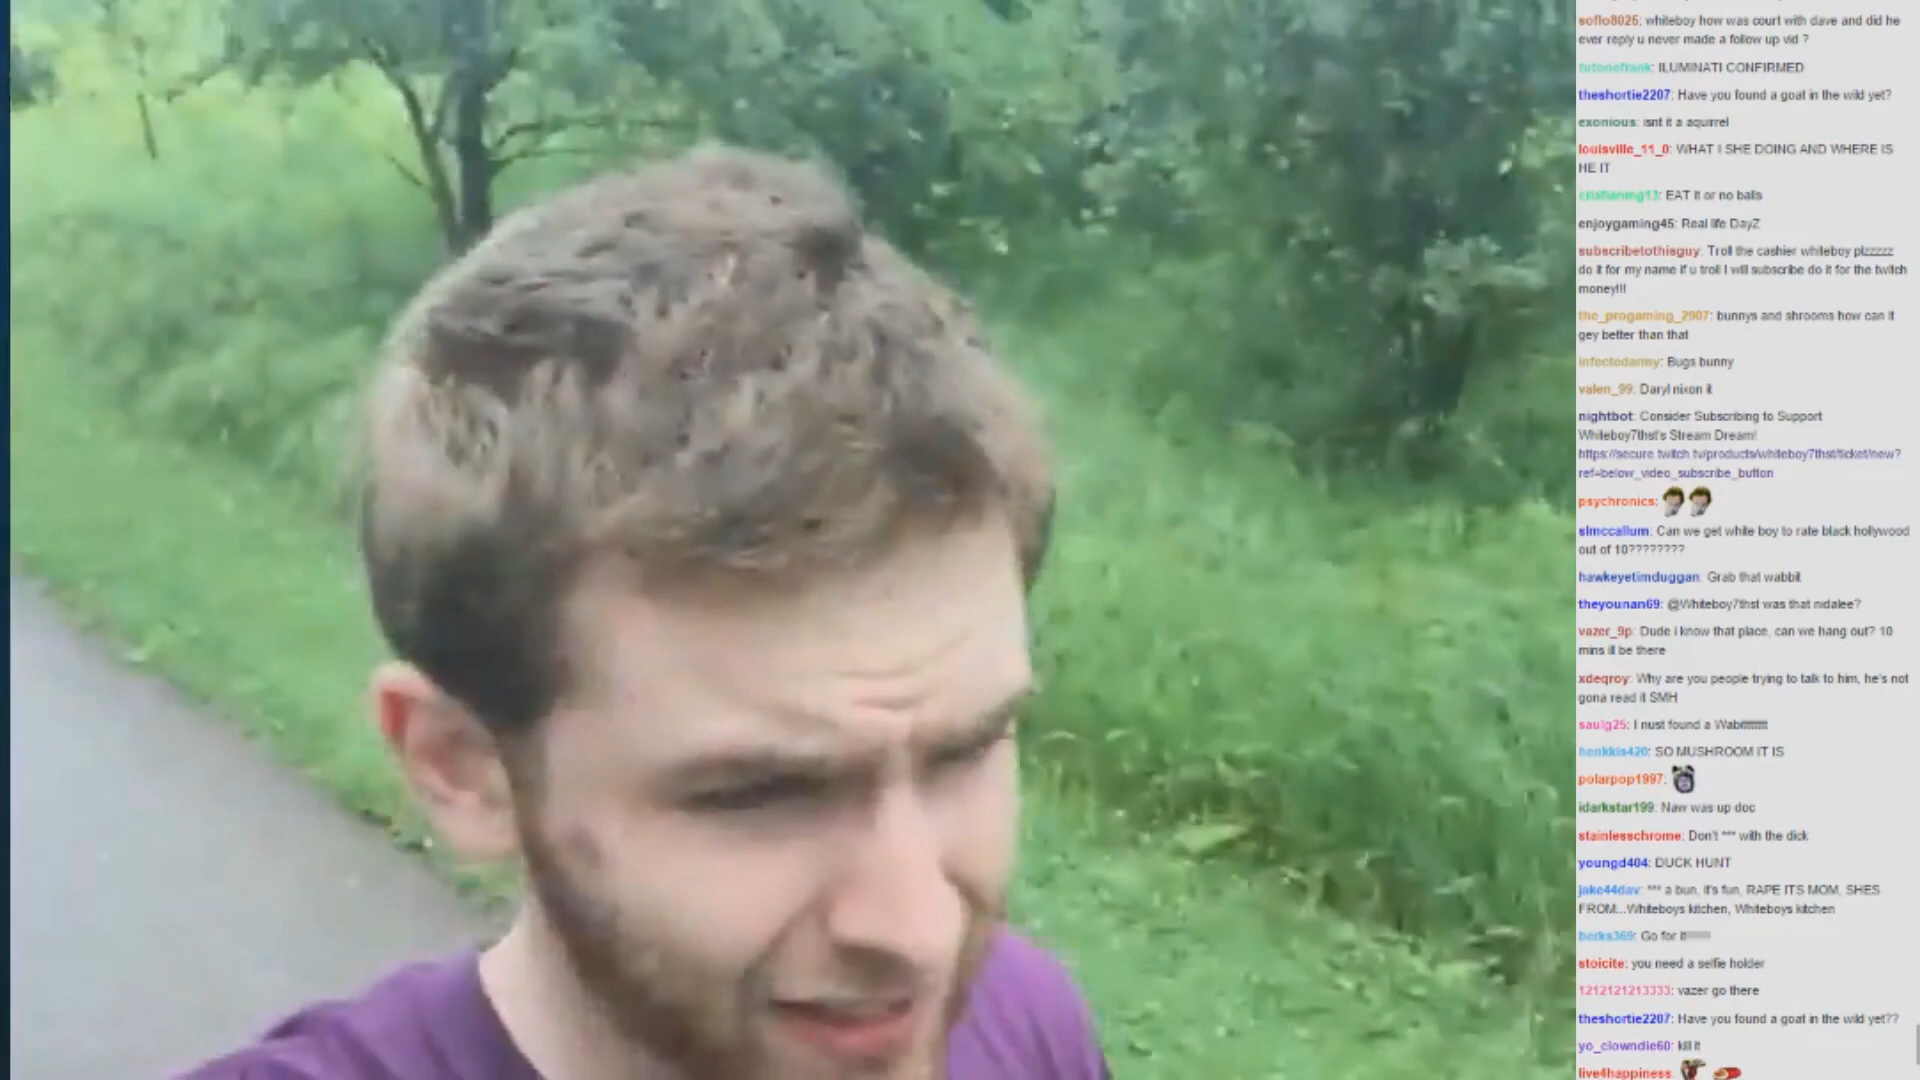 soflo8025: whiteboy how was court with dave and did he
ever reply u never made a follow up vid ?
tutonefrank: ILUMINATI CONFIRMED
theshortie2207: Have you found a goat in the wild yet?
exonious: isnt it a aquirrel
louisville_11_0: WHAT I SHE DOING AND WHERE IS
HE IT
cristianmg13: EAT it or no balls
enjoygaming45: Real life DayZ
subscribetothisguy: Troll the cashier whiteboy plzzzzz
do it for my name if u troll I will subscribe do it for the twitch
money!!!
the_progaming_2907: bunnys and shrooms how can it
gey better than that
infectedarmy: Bugs bunny
valen_99: Daryl nixon it
nightbot: Consider Subscribing to Support
Whiteboy7thst's Stream Dream!
https://secure.twitch.tv/products/whiteboy7thst/ticket/new?
ref=below_video_subscribe_button
psychronics:
slmccallum: Can we get white boy to rate black hollywood
out of 10????????
hawkeyetimduggan: Grab that wabbit
theyounan69: @Whiteboy7thst was that nidalee?
vazer_9p: Dude i know that place, can we hang out? 10
mins ill be there
xdeqroy: Why are you people trying to talk to him, he's not
gona read it SMH
saulg25: I nust found a
henkkis420: SO MUSHROOM IT IS
polarpop1997:
idarkstar199: Naw was up doc
stainlesschrome: Don't *** with the dick
youngd404: DUCK HUNT
jake44dav: *** a bun, it's fun, RAPE ITS MOM, SHES
FROM...Whiteboys kitchen, Whiteboys kitchen
berks369: Go for
stoicite: you need a selfie holder
1212121213333: vazer go there
theshortie2207: Have you found a goat in the wild yet??
yo_clowndie60: kill it
live4happiness: